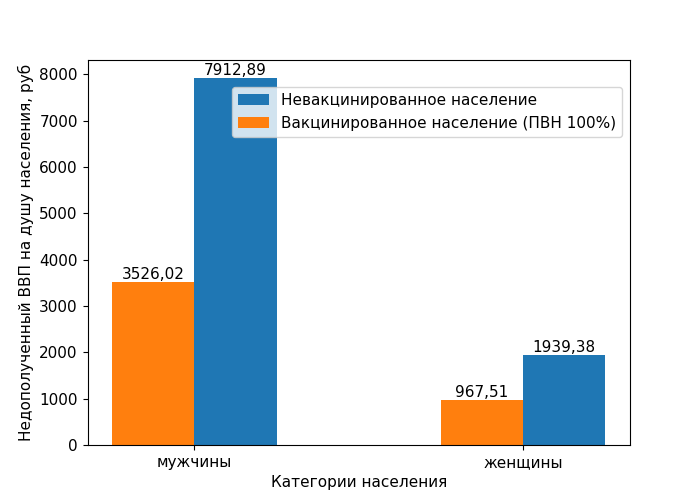 Недополученный ВВП на душу населения, руб
8000
7000
6000
5000
4000
3000
2000
1000
0
7912,89
Невакцинированное население
Вакцинированное население (ПВН 100%)
3526,02
1939,38
967,51
мужчины
женщины
Категории населения